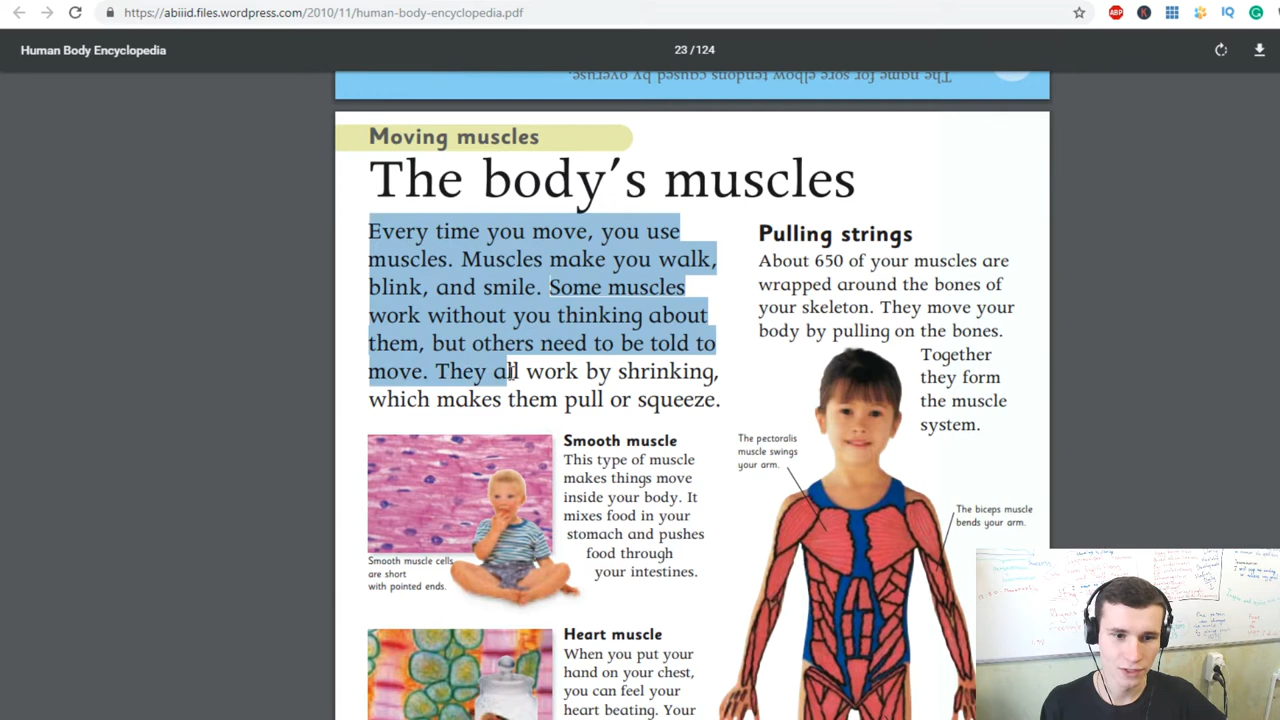 https://abiiid.files.wordpress.com/2010/11/human-body-encyclopedia.pdf
Human Body Encyclopedia
23 / 124
The name for sore elbow tendons caused by overuse.
Moving muscles
The body's muscles
Every time you move, you use
muscles. Muscles make you walk,
blink, and smile. Some muscles
work without you thinking about
them, but others need to be told to
move. They all work by shrinking,
which makes them pull or squeeze.
Pulling strings
About 650 of your muscles are
wrapped around the bones of
your skeleton. They move your
body by pulling on the bones.
Together
they form
the muscle
system.
The pectoralis
muscle swings
your arm.
The biceps muscle
bends your arm.
Smooth muscle
This type of muscle
makes things move
inside your body. It
mixes food in your
stomach and pushes
food through
your intestines.
Smooth muscle cells
are short
with pointed ends.
Heart muscle
When you put your
hand on your chest,
you can feel your
heart beating. Your